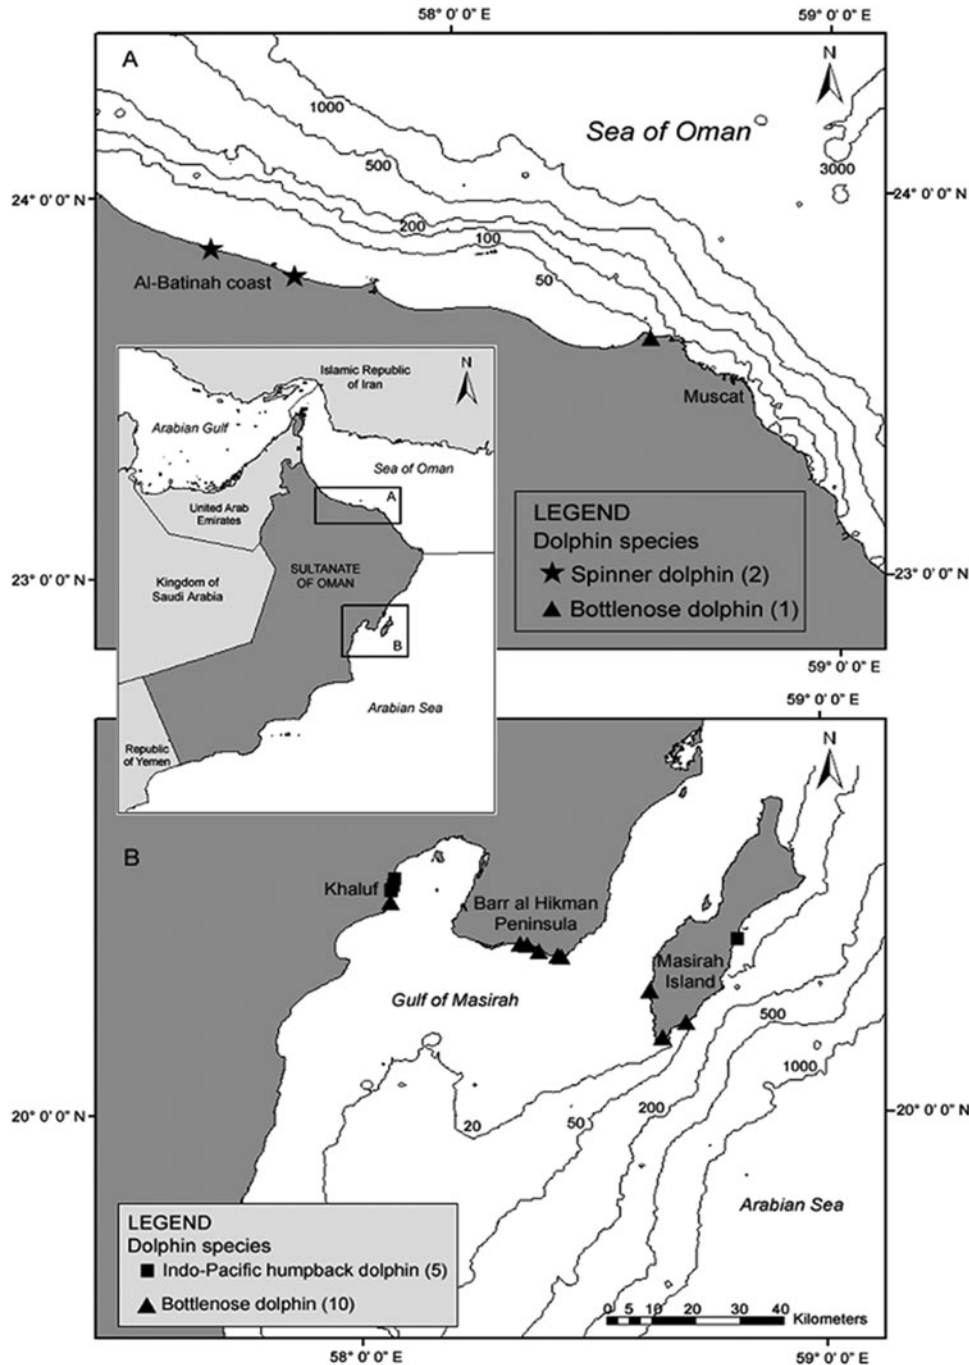 58° 0' 0" E
59° 0' 0" E
A
N
1000
Sea of Oman
500
3000
24° 0' 0" N
24° 0' 0" N
200
100
50
Al-Batinah coast
Muscat
N
Islamic Republic
of Iran
Arabian Gulf
Sea of Oman
A
United Arab
Emirates
SULTANATE
OF OMAN
Kingdom of
Saudi Arabia
B
Arabian Sea
Republic
of Yemen
LEGEND
Dolphin species
Spinner dolphin (2)
Bottlenose dolphin (1)
23° 0' 0" N
23° 0' 0" N
59° 0' 0" E
59° 0' 0" E
N
B
Khaluf
Barr al Hikman
Peninsula
Masirah
Island
Gulf of Masirah
500
1000
200
50
20
20° 0' 0" N
20° 0' 0" N
Arabian Sea
LEGEND
Dolphin species
Indo-Pacific humpback dolphin (5)
Bottlenose dolphin (10)
0 5 10 20 30 40 Kilometers
58° 0' 0" E
59° 0' 0" E